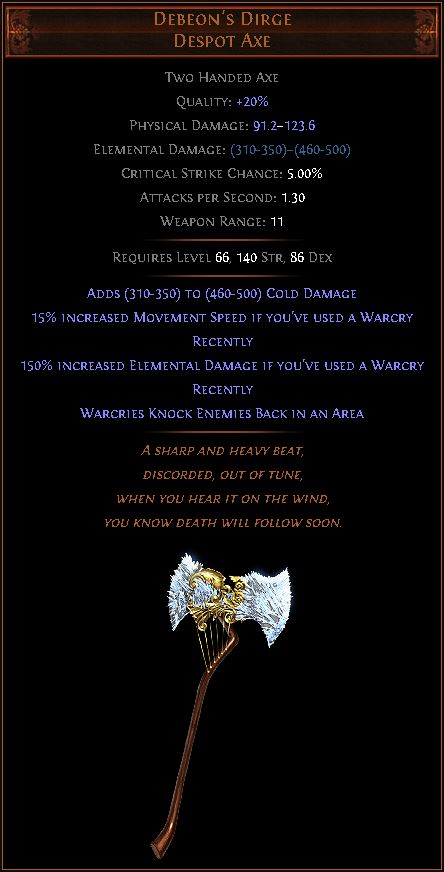 Debeon's Dirge
Despot Axe
Two Handed Axe
Quality: +20%
Physical Damage: 91.2–123.6
Elemental Damage: (310-350)–(460-500)
Critical Strike Chance: 5.00%
Attacks per Second: 1.30
Weapon Range: 11
Requires Level 66, 140 Str, 86 Dex
Adds (310-350) to (460-500) Cold Damage
15% increased Movement Speed if you've used a Warcry
Recently
150% increased Elemental Damage if you've used a Warcry
Recently
Warcries Knock Enemies Back in an Area
A sharp and heavy beat,
discorded, out of tune,
when you hear it on the wind,
you know death will follow soon.